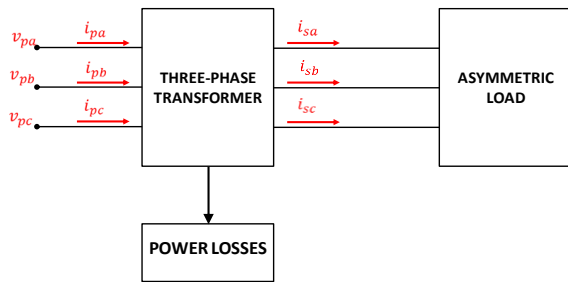 v_pa
i_pa
i_sa
v_pb
i_pb
THREE-PHASE
TRANSFORMER
i_sb
ASYMMETRIC
LOAD
v_pc
i_pc
i_sc
POWER LOSSES